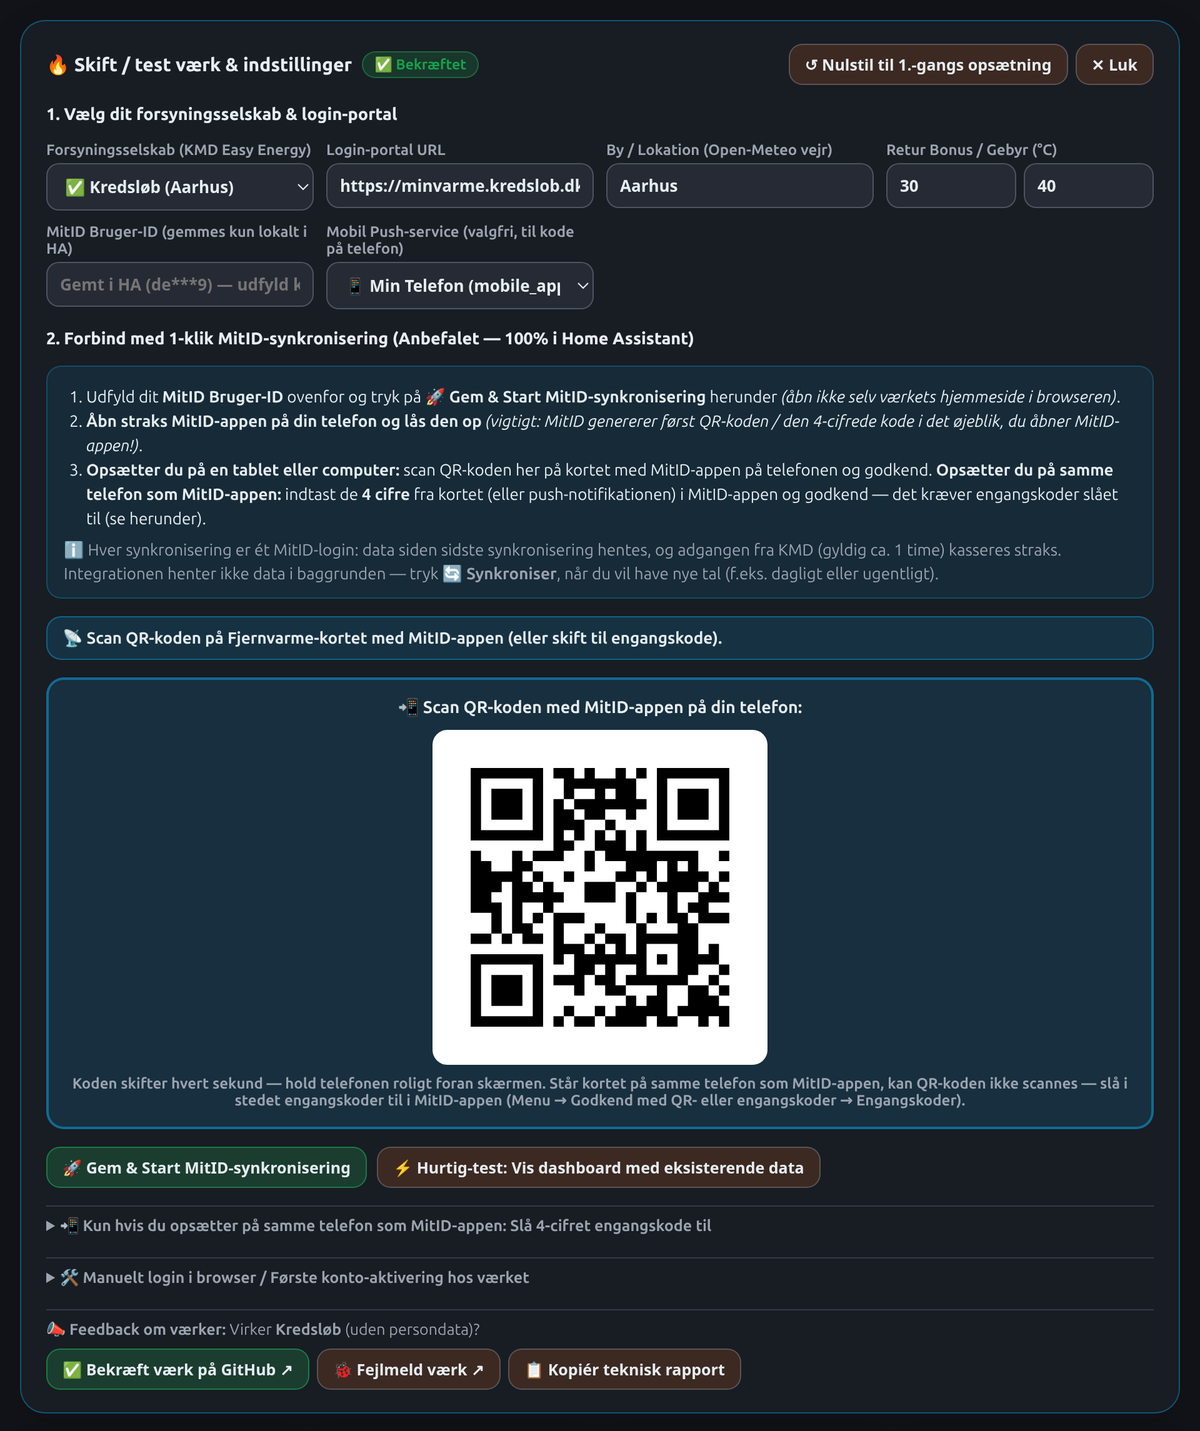 🔥 Skift / test værk & indstillinger ✅ Bekræftet ↺ Nulstil til 1.-gangs opsætning ✕ Luk
1. Vælg dit forsyningsselskab & login-portal
Forsyningsselskab (KMD Easy Energy) Login-portal URL By / Lokation (Open-Meteo vejr) Retur Bonus / Gebyr (°C)
✅ Kredsløb (Aarhus) https://minvarme.kredslob.dk Aarhus 30 40
MitID Bruger-ID (gemmes kun lokalt i HA)
Mobil Push-service (valgfri, til kode på telefon)
Gemt i HA (de***9) — udfyld 📱 Min Telefon (mobile_app
2. Forbind med 1-klik MitID-synkronisering (Anbefalet — 100% i Home Assistant)
1. Udfyld dit MitID Bruger-ID ovenfor og tryk på 🚀 Gem & Start MitID-synkronisering herunder (åbn ikke selv værkets hjemmeside i browseren).
2. Åbn straks MitID-appen på din telefon og lås den op (vigtigt: MitID genererer først QR-koden / den 4-cifrede kode i det øjeblik, du åbner MitID-
appen!).
3. Opsætter du på en tablet eller computer: scan QR-koden her på kortet med MitID-appen på telefonen og godkend. Opsætter du på samme
telefon som MitID-appen: indtast de 4 cifre fra kortet (eller push-notifikationen) i MitID-appen og godkend — det kræver engangskoder slået
til (se herunder).
ℹ️ Hver synkronisering er ét MitID-login: data siden sidste synkronisering hentes, og adgangen fra KMD (gyldig ca. 1 time) kasseres straks.
Integrationen henter ikke data i baggrunden — tryk 🔄 Synkroniser, når du vil have nye tal (f.eks. dagligt eller ugentligt).
📡 Scan QR-koden på Fjernvarme-kortet med MitID-appen (eller skift til engangskode).
📲 Scan QR-koden med MitID-appen på din telefon:
Koden skifter hvert sekund — hold telefonen roligt foran skærmen. Står kortet på samme telefon som MitID-appen, kan QR-koden ikke scannes — slå i
stedet engangskoder til i MitID-appen (Menu → Godkend med QR- eller engangskoder → Engangskoder).
🚀 Gem & Start MitID-synkronisering ⚡ Hurtig-test: Vis dashboard med eksisterende data
▶ 📲 Kun hvis du opsætter på samme telefon som MitID-appen: Slå 4-cifret engangskode til
▶ 🛠️ Manuelt login i browser / Første konto-aktivering hos værket
📣 Feedback om værker: Virker Kredsløb (uden persondata)?
✅ Bekræft værk på GitHub ↗ 🐞 Fejlmeld værk ↗ 📋 Kopiér teknisk rapport